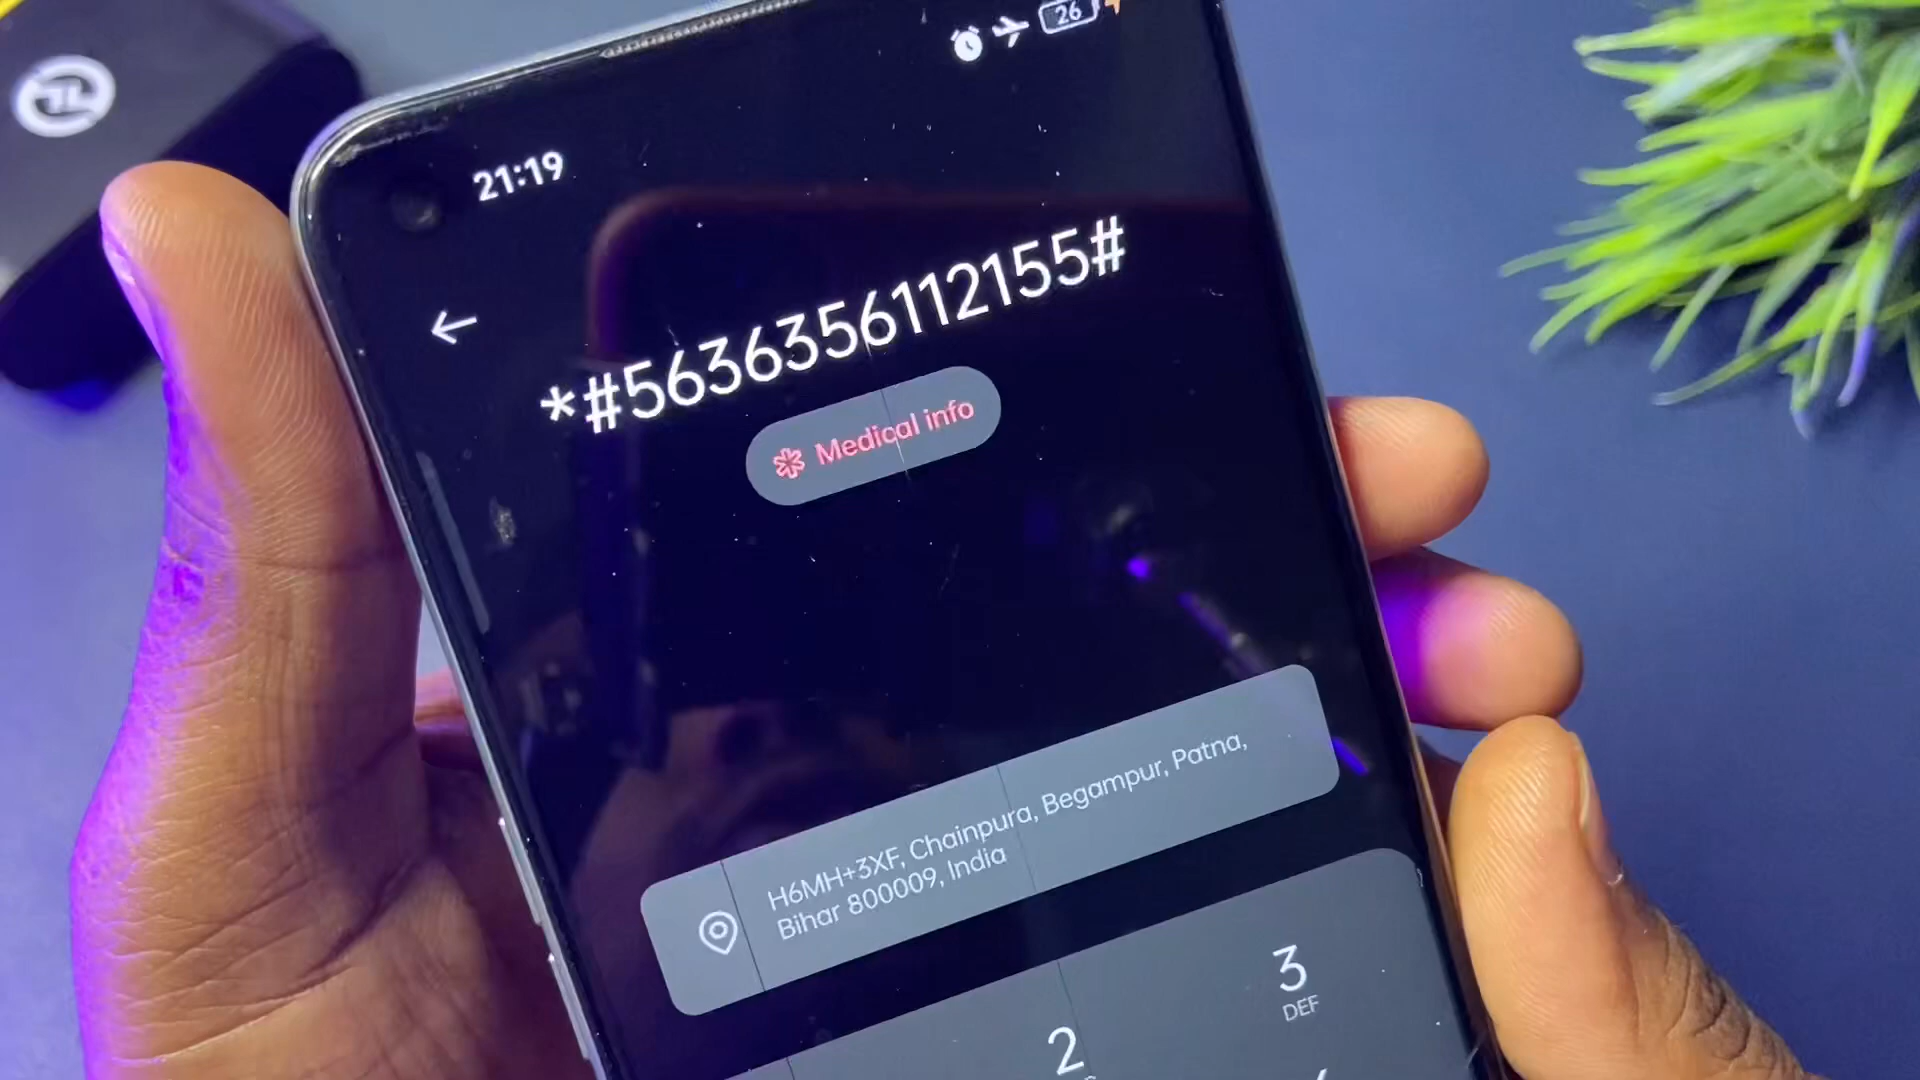 26
21:19
*#5636356112155#
Medical info
H6MH+3XF, Chainpura, Begampur, Patna,
Bihar 800009, India
3
DEF
2